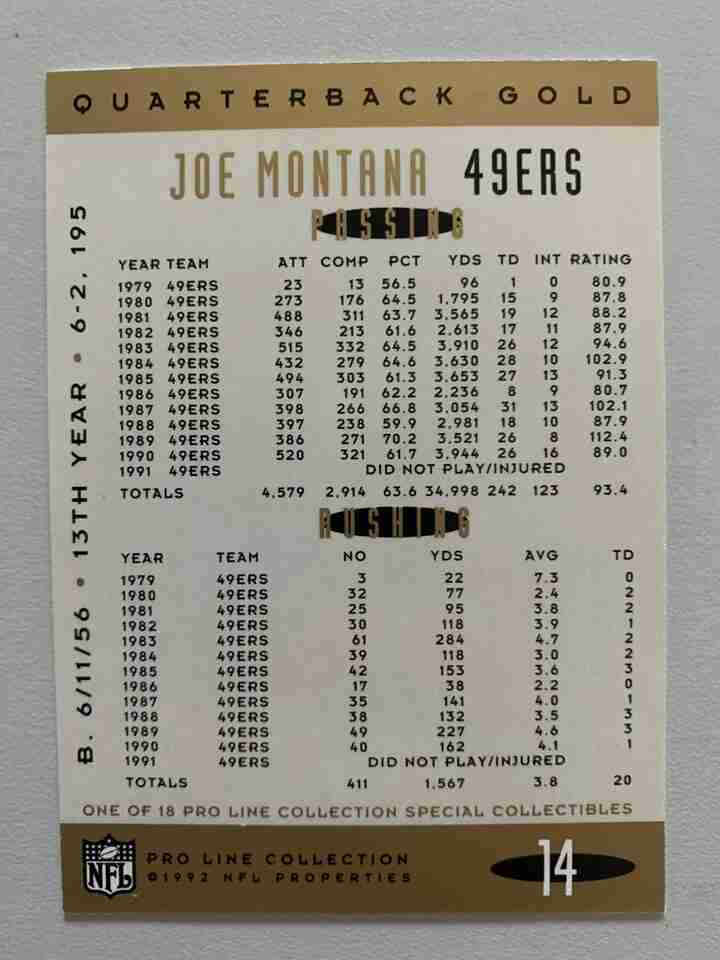 QUARTERBACK GOLD
JOE MONTANA 49ERS
PASSING
YEAR TEAM ATT COMP PCT YDS TD INT RATING
1979 49ERS 23 13 56.5 96 1 0 80.9
1980 49ERS 273 176 64.5 1,795 15 9 87.8
1981 49ERS 488 311 63.7 3,565 19 12 88.2
1982 49ERS 346 213 61.6 2,613 17 11 87.9
1983 49ERS 515 332 64.5 3,910 26 12 94.6
1984 49ERS 432 279 64.6 3,630 28 10 102.9
1985 49ERS 494 303 61.3 3,653 27 13 91.3
1986 49ERS 307 191 62.2 2,236 8 9 80.7
1987 49ERS 398 266 66.8 3,054 31 13 102.1
1988 49ERS 397 238 59.9 2,981 18 10 87.9
1989 49ERS 386 271 70.2 3,521 26 8 112.4
1990 49ERS 520 321 61.7 3,944 26 16 89.0
1991 49ERS DID NOT PLAY/INJURED
TOTALS 4,579 2,914 63.6 34,998 242 123 93.4
RUSHING
YEAR TEAM NO YDS AVG TD
1979 49ERS 3 22 7.3 0
1980 49ERS 32 77 2.4 2
1981 49ERS 25 95 3.8 2
1982 49ERS 30 118 3.9 1
1983 49ERS 61 284 4.7 2
1984 49ERS 39 118 3.0 2
1985 49ERS 42 153 3.6 3
1986 49ERS 17 38 2.2 0
1987 49ERS 35 141 4.0 1
1988 49ERS 38 132 3.5 3
1989 49ERS 49 227 4.6 3
1990 49ERS 40 162 4.1 1
1991 49ERS DID NOT PLAY/INJURED
TOTALS 411 1,567 3.8 20
B. 6/11/56 • 13TH YEAR • 6-2, 195
ONE OF 18 PRO LINE COLLECTION SPECIAL COLLECTIBLES
NFL
PRO LINE COLLECTION
©1992 NFL PROPERTIES
14